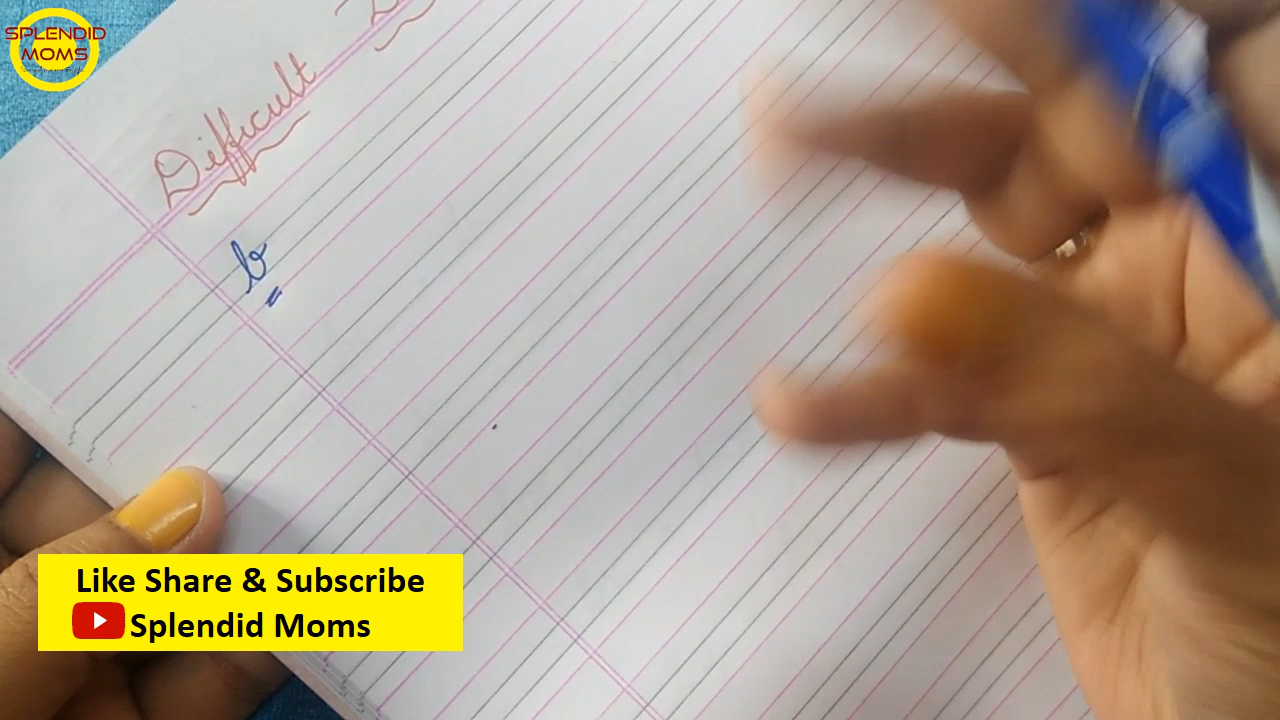 SPLENDID
MOMS
Difficult
b
Like Share & Subscribe
Splendid Moms